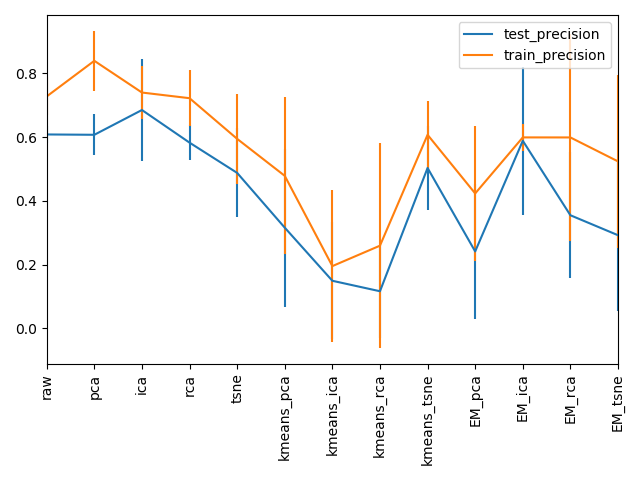 test_precision
train_precision
0.8
0.6
0.4
0.2
0.0
raw
pca
ica
rca
tsne
kmeans_pca
kmeans_ica
kmeans_rca
kmeans_tsne
EM_pca
EM_ica
EM_rca
EM_tsne